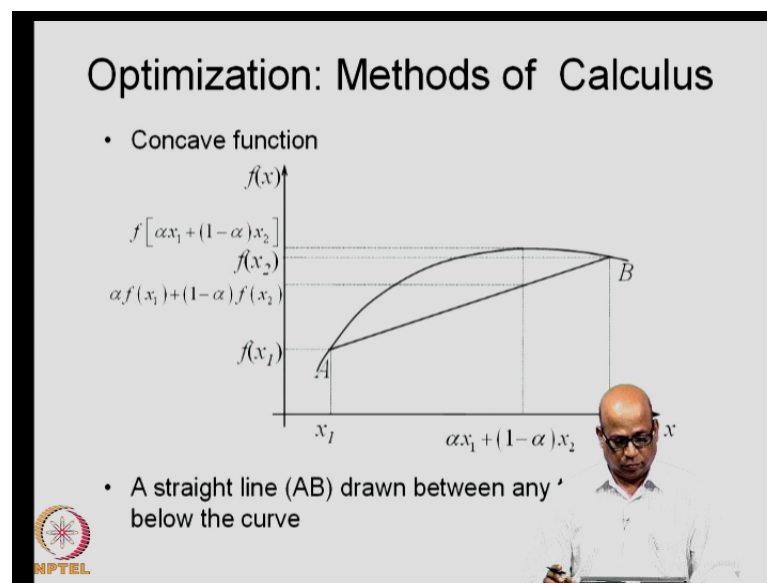 Optimization: Methods of Calculus
• Concave function
f(x)
f[αx₁+(1−α)x₂]
f(x₂)
B
αf(x₁)+(1−α)f(x₂)
f(x₁)
A
x₁
αx₁+(1−α)x₂
x
• A straight line (AB) drawn between any
below the curve
NPTEL